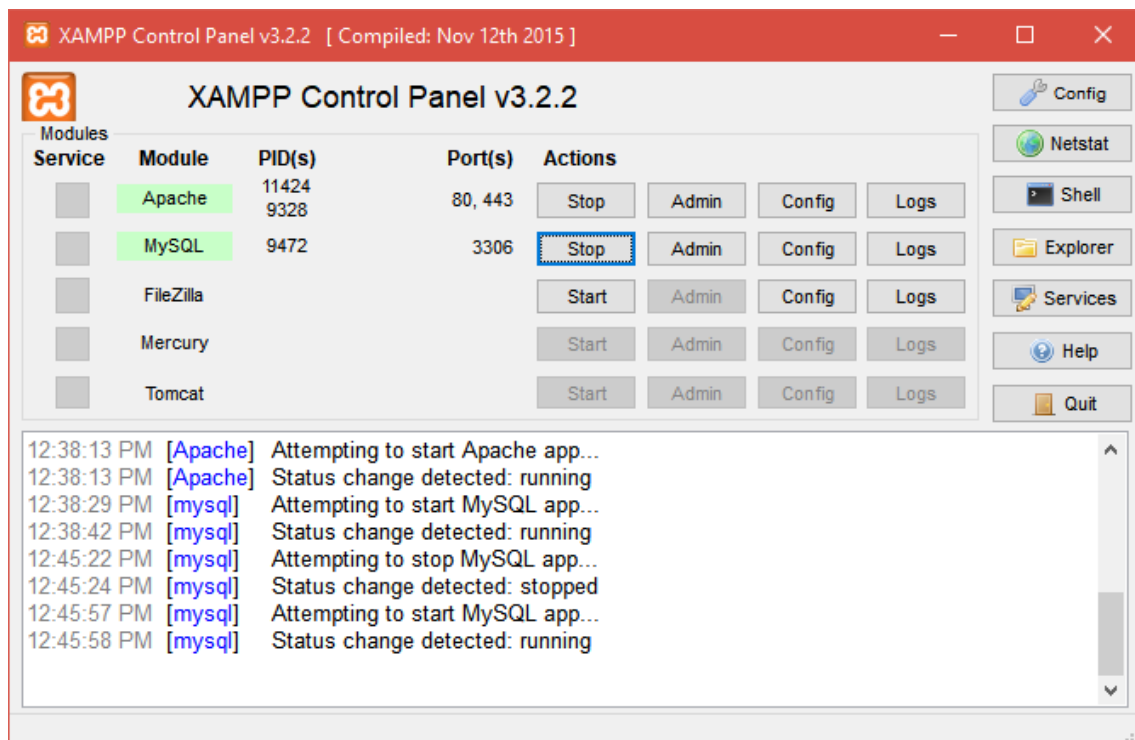 XAMPP Control Panel v3.2.2 [ Compiled: Nov 12th 2015 ]
XAMPP Control Panel v3.2.2
Config
Modules
Service Module PID(s) Port(s) Actions
Netstat
Apache 11424 9328 80, 443 Stop Admin Config Logs
Shell
MySQL 9472 3306 Stop Admin Config Logs
Explorer
FileZilla Start Admin Config Logs
Services
Mercury Start Admin Config Logs
Help
Tomcat Start Admin Config Logs
Quit
12:38:13 PM [Apache] Attempting to start Apache app...
12:38:13 PM [Apache] Status change detected: running
12:38:29 PM [mysql] Attempting to start MySQL app...
12:38:42 PM [mysql] Status change detected: running
12:45:22 PM [mysql] Attempting to stop MySQL app...
12:45:24 PM [mysql] Status change detected: stopped
12:45:57 PM [mysql] Attempting to start MySQL app...
12:45:58 PM [mysql] Status change detected: running